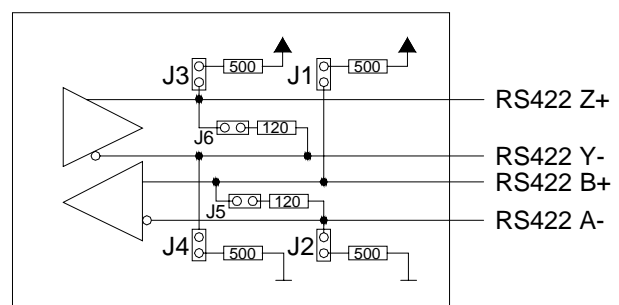 J3 500 J1 500
RS422 Z+
J6 120
RS422 Y-
RS422 B+
J5 120
RS422 A-
J4 500 J2 500